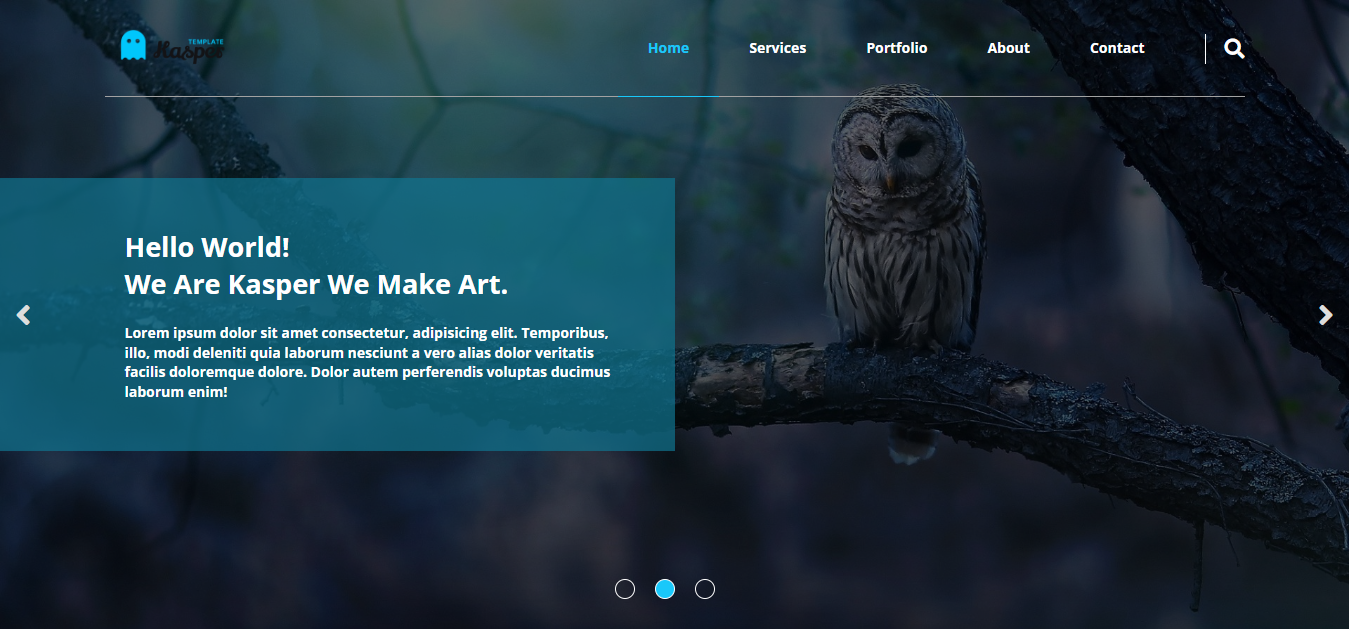 TEMPLATE
Kasper
Home Services Portfolio About Contact
Hello World!
We Are Kasper We Make Art.
Lorem ipsum dolor sit amet consectetur, adipisicing elit. Temporibus,
illo, modi deleniti quia laborum nesciunt a vero alias dolor veritatis
facilis doloremque dolore. Dolor autem perferendis voluptas ducimus
laborum enim!